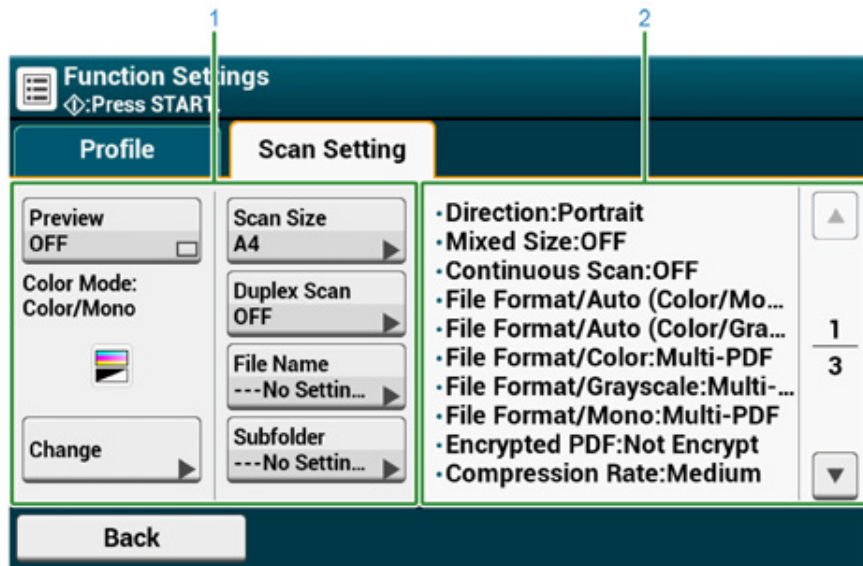 1
2
Function Settings
:Press START.
Profile
Scan Setting
Preview
OFF
Color Mode:
Color/Mono
Change
Scan Size
A4
Duplex Scan
OFF
File Name
---No Settin...
Subfolder
---No Settin...
·Direction:Portrait
·Mixed Size:OFF
·Continuous Scan:OFF
·File Format/Auto (Color/Mo...
·File Format/Auto (Color/Gra...
·File Format/Color:Multi-PDF
·File Format/Grayscale:Multi-...
·File Format/Mono:Multi-PDF
·Encrypted PDF:Not Encrypt
·Compression Rate:Medium
1
3
Back